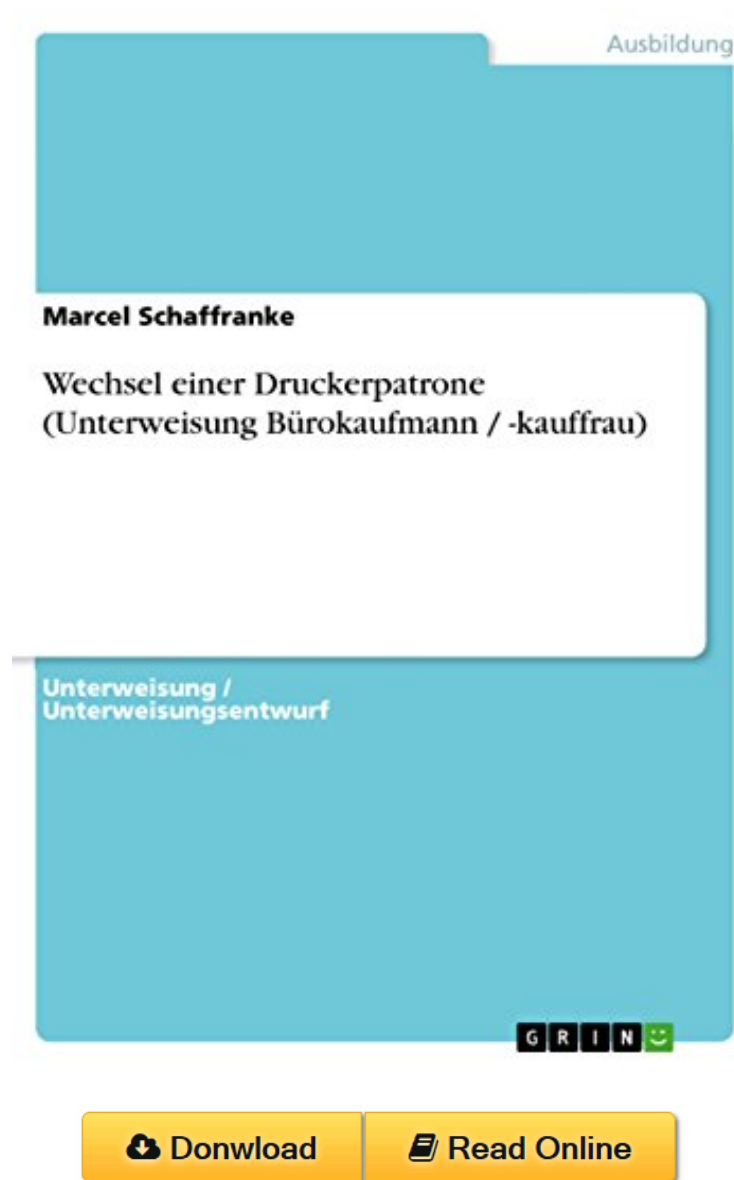 Ausbildung
Marcel Schaffranke
Wechsel einer Druckerpatrone
(Unterweisung Bürokaufmann / -kauffrau)
Unterweisung /
Unterweisungsentwurf
GRIN
Donwload
Read Online